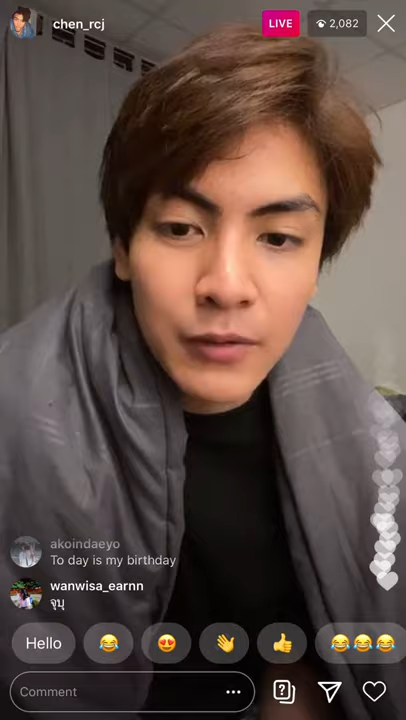 chen_rcj
LIVE
2,082
akoindaeyo
To day is my birthday
wanwisa_earnn
จุบุ
Hello
Comment